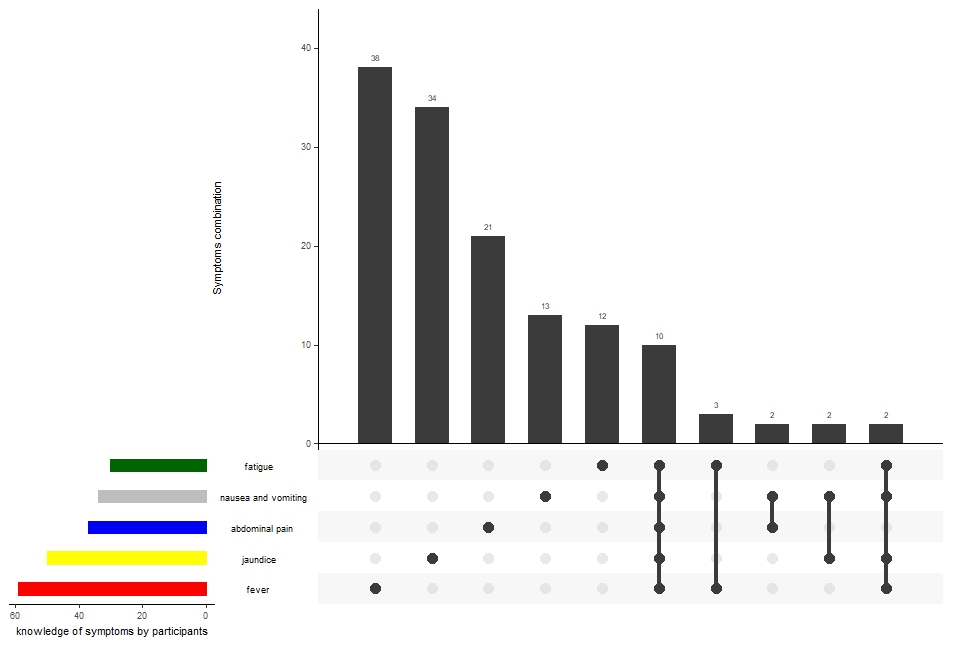 Symptoms combination
40
30
20
10
0
38
34
21
13
12
10
3
2
2
2
fatigue
nausea and vomiting
abdominal pain
jaundice
fever
60 40 20 0
knowledge of symptoms by participants